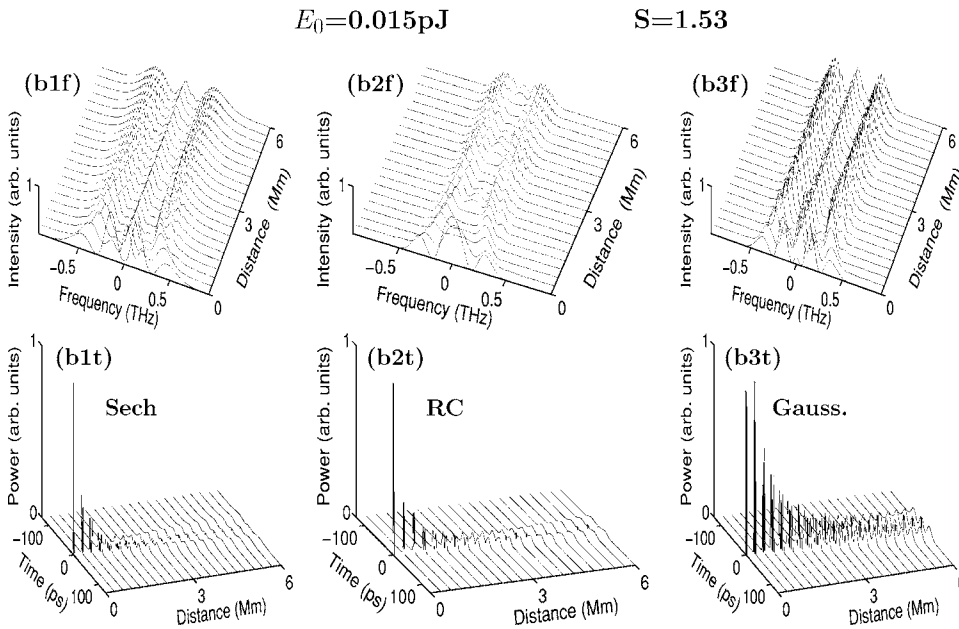 E0=0.015pJ S=1.53
(b1f) (b2f) (b3f)
Intensity (arb. units)
1
−0.5
0
0.5
Frequency (THz)
0
3
6
Distance (Mm)
Intensity (arb. units)
1
−0.5
0
0.5
Frequency (THz)
0
3
6
Distance (Mm)
Intensity (arb. units)
1
−0.5
0
0.5
Frequency (THz)
0
3
6
Distance (Mm)
(b1t) (b2t) (b3t)
Sech RC Gauss.
Power (arb. units)
1
0
−100
0
100
Time (ps)
0
3
6
Distance (Mm)
Power (arb. units)
1
0
−100
0
100
Time (ps)
0
3
6
Distance (Mm)
Power (arb. units)
1
0
−100
0
100
Time (ps)
0
3
6
Distance (Mm)